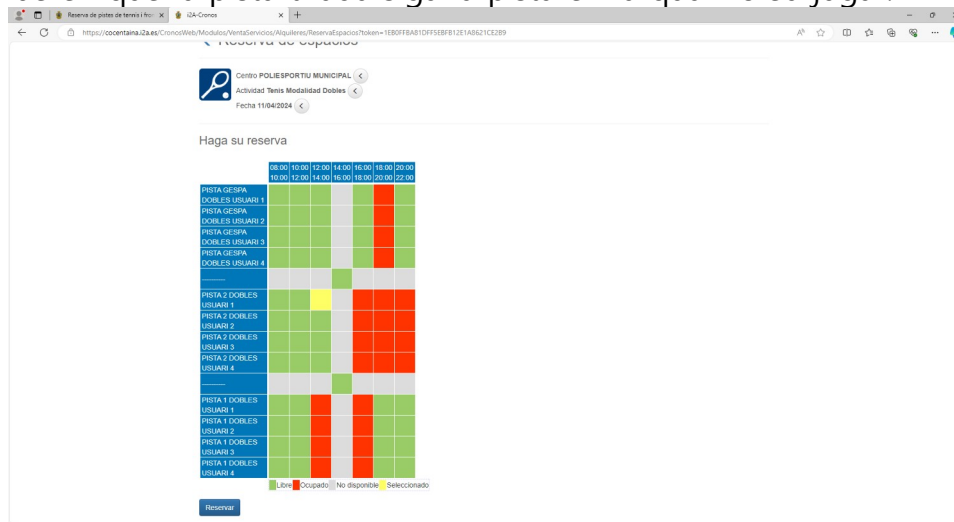 Reserva de pistes de tennis i fron
i2A-Cronos
https://cocentaina.i2a.es/CronosWeb/Modulos/VentaServicios/Alquileres/ReservaEspacios?token=1EB0FFBA81DFF5EBFB12E1A8621CE2B9
Reserva de espacios
Centro POLIESPORTIU MUNICIPAL
Actividad Tenis Modalidad Dobles
Fecha 11/04/2024
Haga su reserva
08:00 10:00 12:00 14:00 16:00 18:00 20:00
10:00 12:00 14:00 16:00 18:00 20:00 22:00
PISTA GESPA
DOBLES USUARI 1
PISTA GESPA
DOBLES USUARI 2
PISTA GESPA
DOBLES USUARI 3
PISTA GESPA
DOBLES USUARI 4
PISTA 2 DOBLES
USUARI 1
PISTA 2 DOBLES
USUARI 2
PISTA 2 DOBLES
USUARI 3
PISTA 2 DOBLES
USUARI 4
PISTA 1 DOBLES
USUARI 1
PISTA 1 DOBLES
USUARI 2
PISTA 1 DOBLES
USUARI 3
PISTA 1 DOBLES
USUARI 4
Libre Ocupado No disponible Seleccionado
Reservar